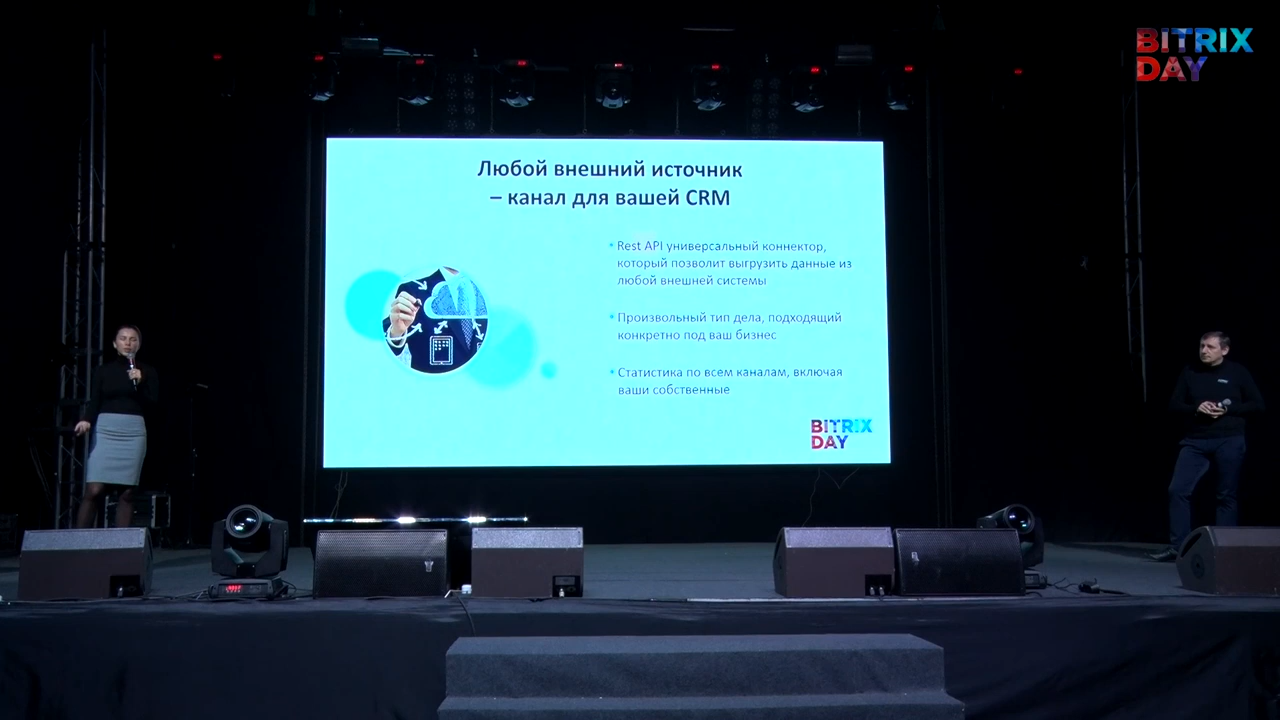 BITRIX
DAY
Любой внешний источник
– канал для вашей CRM
Rest API универсальный коннектор,
который позволит выгрузить данные из
любой внешней системы
Произвольный тип дела, подходящий
конкретно под ваш бизнес
Статистика по всем каналам, включая
ваши собственные
BITRIX
DAY